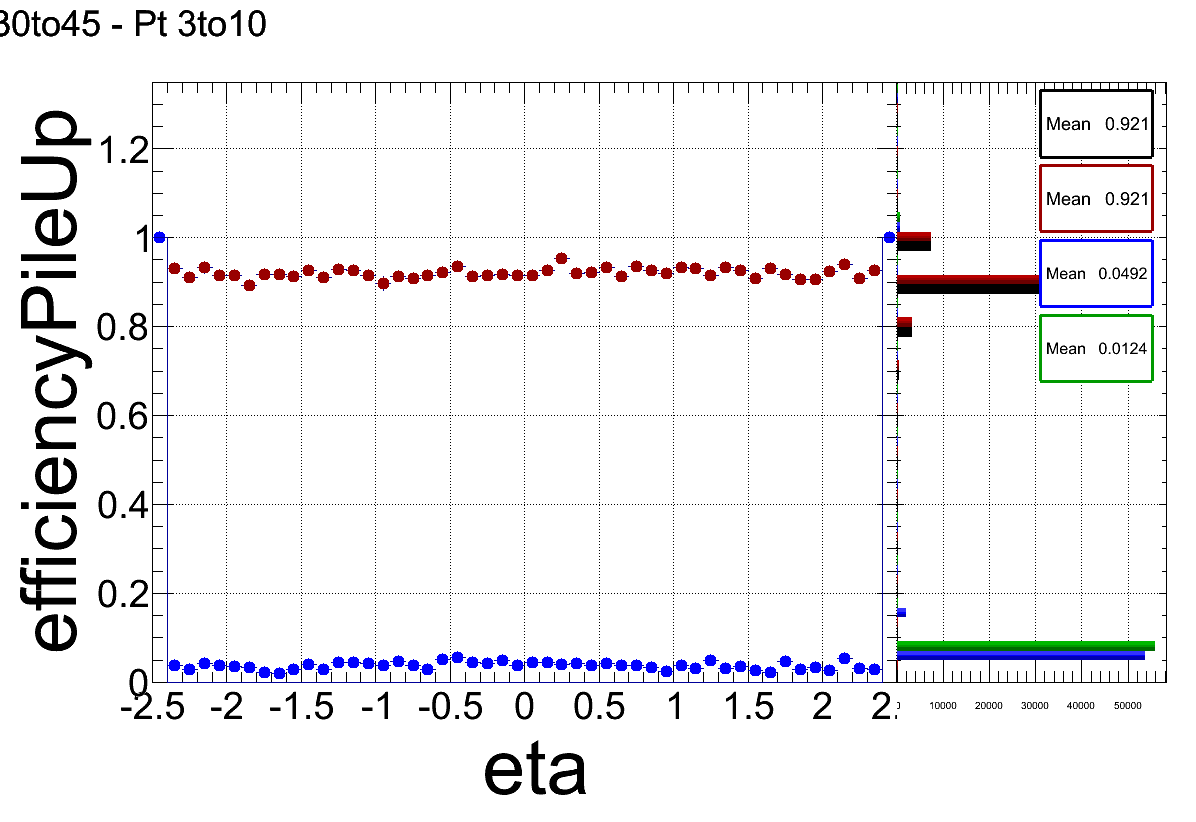 30to45 - Pt 3to10
efficiencyPileUp
1.2
1
0.8
0.6
0.4
0.2
0
-2.5 -2 -1.5 -1 -0.5 0 0.5 1 1.5 2 2.
eta
10000 20000 30000 40000 50000
Mean 0.921
Mean 0.921
Mean 0.0492
Mean 0.0124